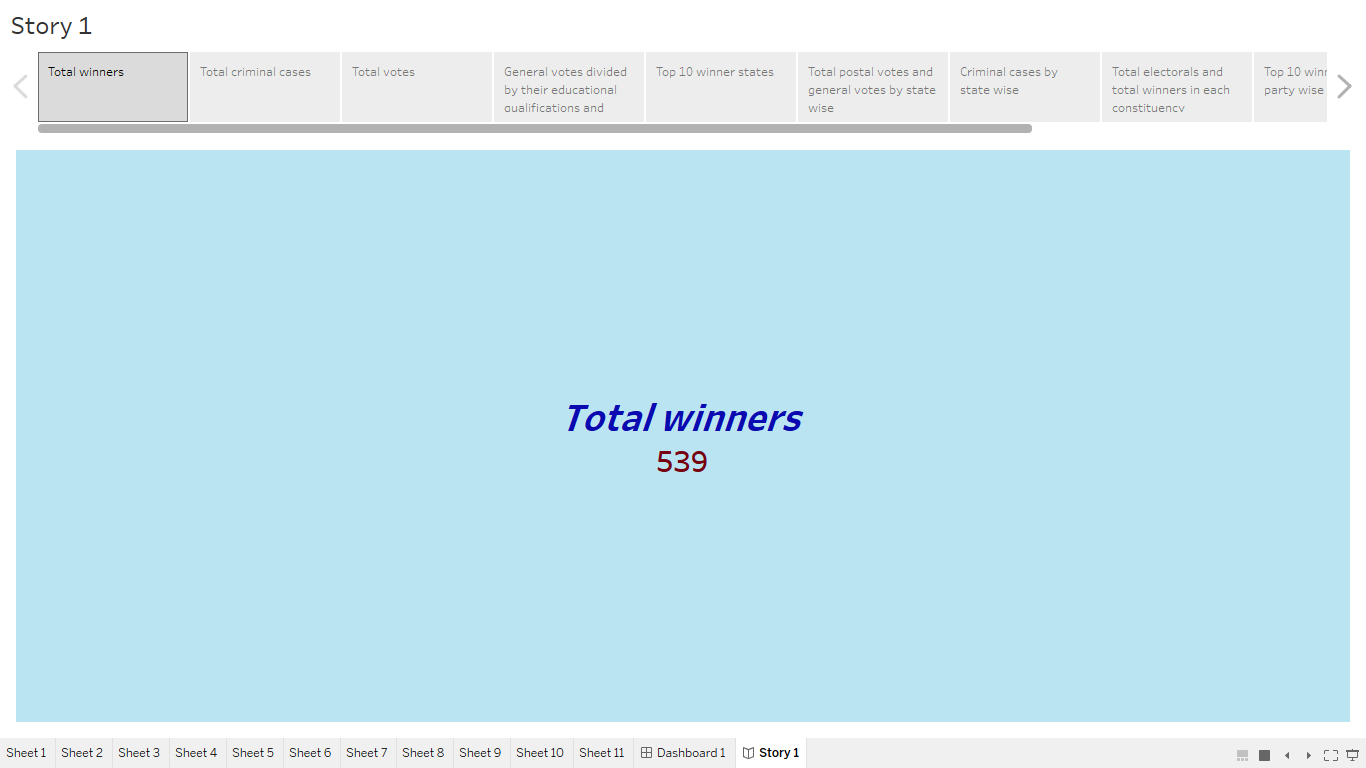 Story 1
Total winners
Total criminal cases
Total votes
General votes divided
by their educational
qualifications and
Top 10 winner states
Total postal votes and
general votes by state
wise
Criminal cases by
state wise
Total electorals and
total winners in each
constituency
Top 10 winn
party wise
Total winners
539
Sheet 1
Sheet 2
Sheet 3
Sheet 4
Sheet 5
Sheet 6
Sheet 7
Sheet 8
Sheet 9
Sheet 10
Sheet 11
Dashboard 1
Story 1